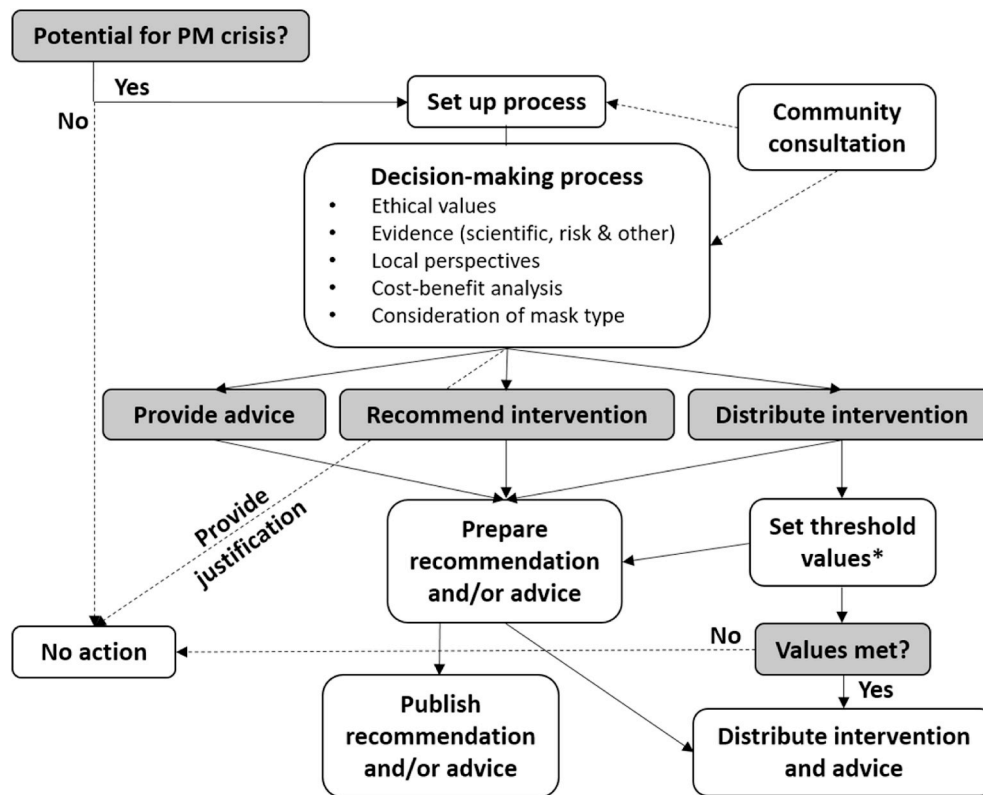 Potential for PM crisis?
Yes
No
Set up process
Community
consultation
Decision-making process
• Ethical values
• Evidence (scientific, risk & other)
• Local perspectives
• Cost-benefit analysis
• Consideration of mask type
Provide advice
Recommend intervention
Distribute intervention
Provide
justification
Prepare
recommendation
and/or advice
Set threshold
values*
No action
No
Values met?
Yes
Publish
recommendation
and/or advice
Distribute intervention
and advice